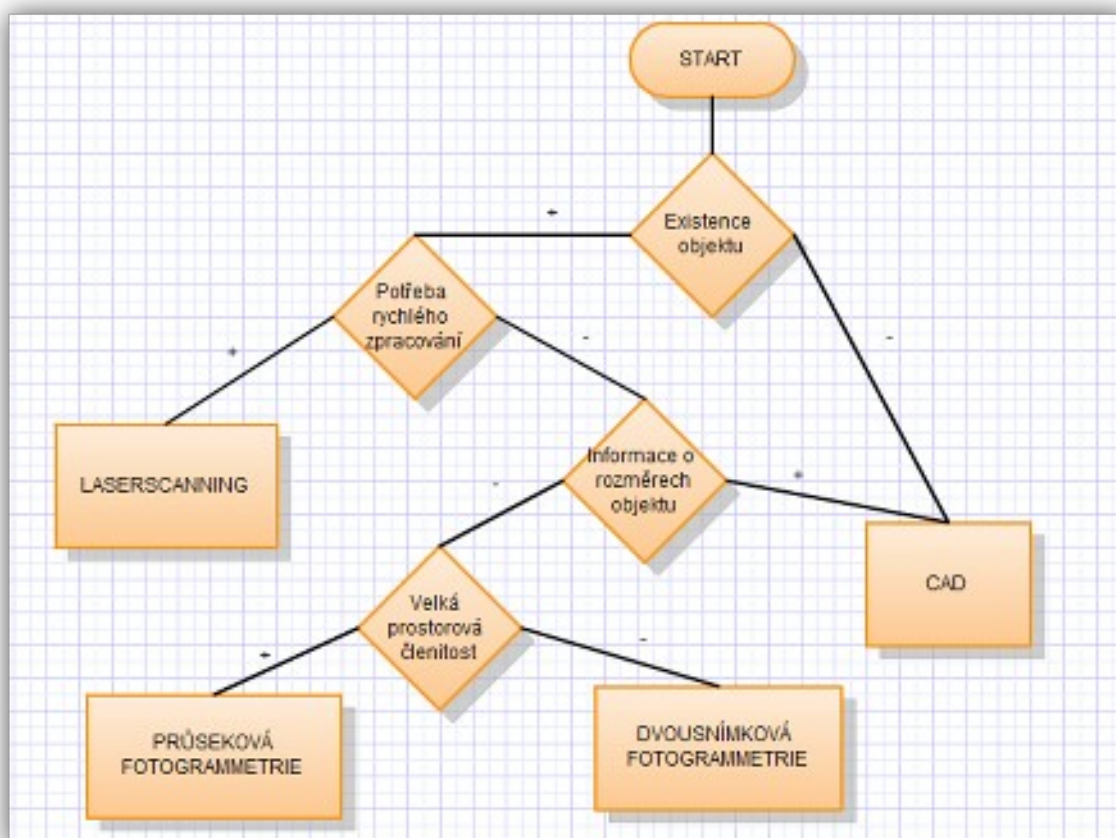 START
Existence
objektu
+
-
Potřeba
rychlého
zpracování
+
-
LASERSCANNING
Informace o
rozměrech
objektu
-
+
CAD
Velká
prostorová
členitost
+
-
PRŮSEKOVÁ
FOTOGRAMMETRIE
DVOUSNÍMKOVÁ
FOTOGRAMMETRIE